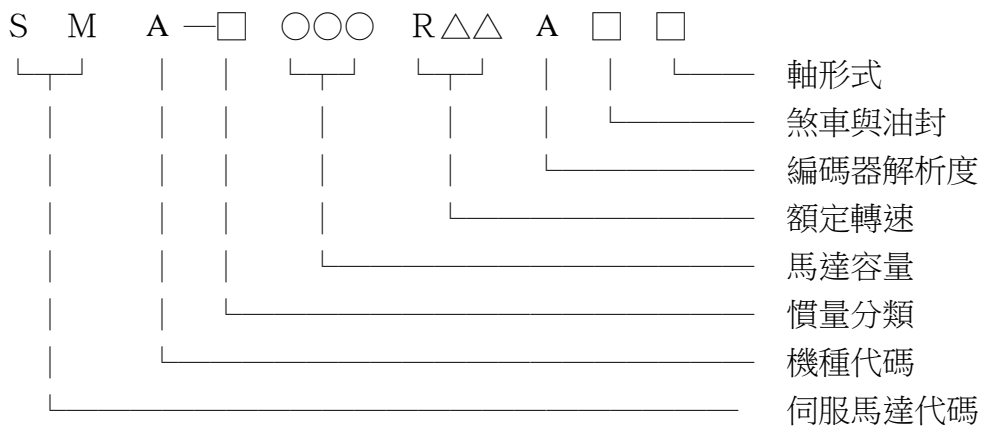 S M A —□ ○○○ R△△ A □ □
軸形式
煞車與油封
編碼器解析度
額定轉速
馬達容量
慣量分類
機種代碼
伺服馬達代碼